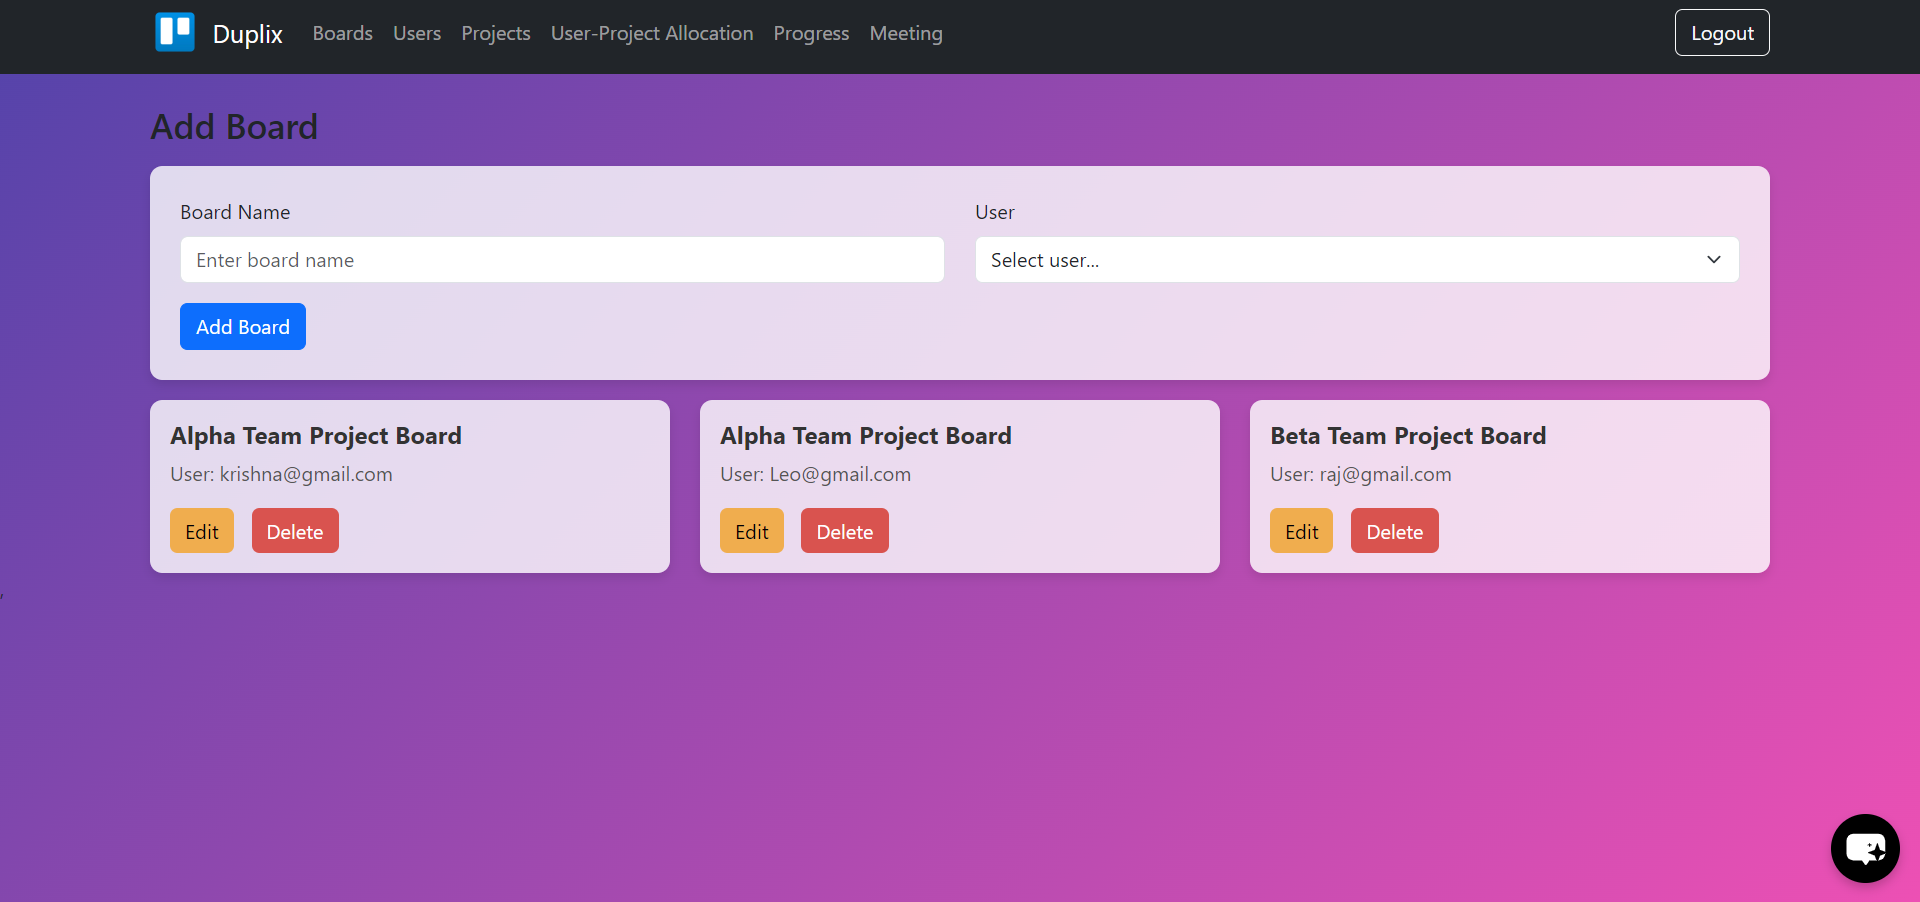 Duplix Boards Users Projects User-Project Allocation Progress Meeting Logout
Add Board
Board Name User
Enter board name Select user...
Add Board
Alpha Team Project Board
User: krishna@gmail.com
Edit Delete
Alpha Team Project Board
User: Leo@gmail.com
Edit Delete
Beta Team Project Board
User: raj@gmail.com
Edit Delete
,